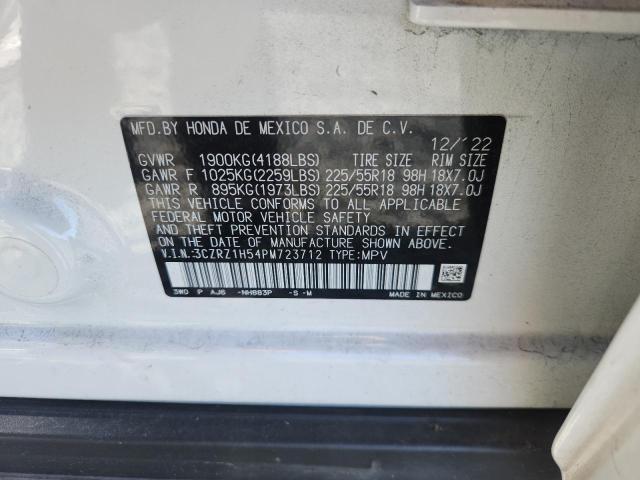 MFD.BY HONDA DE MEXICO S.A. DE C.V.
12/'22
GVWR 1900KG(4188LBS) TIRE SIZE RIM SIZE
GAWR F 1025KG(2259LBS) 225/55R18 98H 18X7.0J
GAWR R 895KG(1973LBS) 225/55R18 98H 18X7.0J
THIS VEHICLE CONFORMS TO ALL APPLICABLE
FEDERAL MOTOR VEHICLE SAFETY
AND THEFT PREVENTION STANDARDS IN EFFECT
ON THE DATE OF MANUFACTURE SHOWN ABOVE.
V.I.N.:3CZRZ1H54PM723712 TYPE:MPV
3W0 P AJ6 -NH883P -S -M MADE IN MEXICO